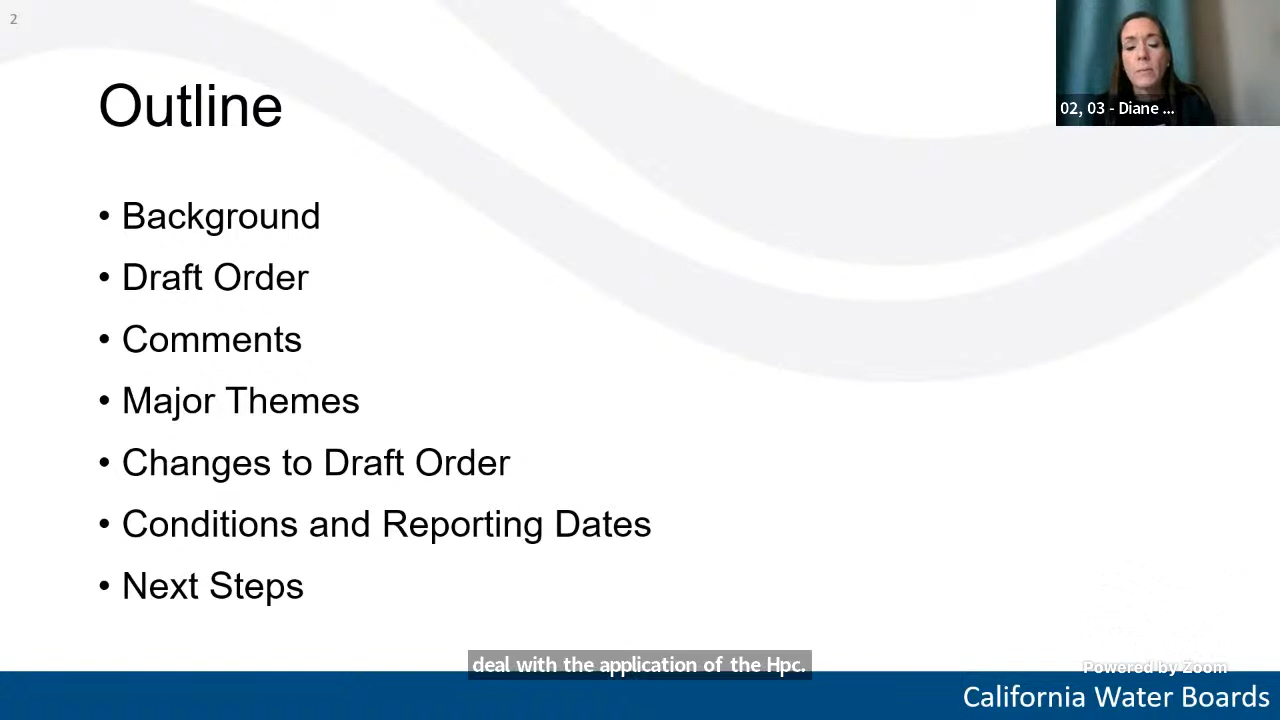 2
Outline
02, 03 - Diane ...
• Background
• Draft Order
• Comments
• Major Themes
• Changes to Draft Order
• Conditions and Reporting Dates
• Next Steps
deal with the application of the Hpc.
Powered by Zoom
California Water Boards